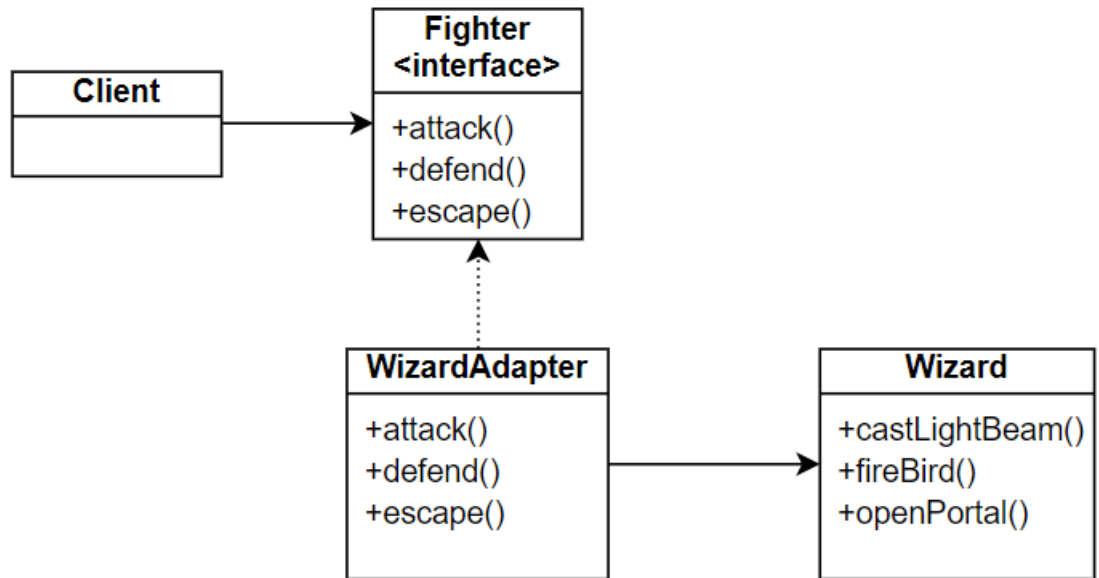 Client
Fighter
<interface>
+attack()
+defend()
+escape()
WizardAdapter
+attack()
+defend()
+escape()
Wizard
+castLightBeam()
+fireBird()
+openPortal()